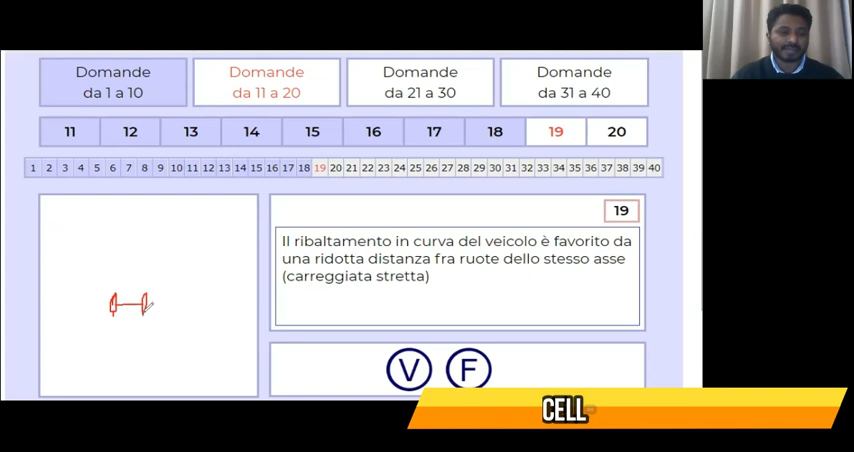 Domande da 1 a 10
Domande da 11 a 20
Domande da 21 a 30
Domande da 31 a 40
11 12 13 14 15 16 17 18 19 20
1 2 3 4 5 6 7 8 9 10 11 12 13 14 15 16 17 18 19 20 21 22 23 24 25 26 27 28 29 30 31 32 33 34 35 36 37 38 39 40
19
Il ribaltamento in curva del veicolo è favorito da
una ridotta distanza fra ruote dello stesso asse
(carreggiata stretta)
V F
CELL-